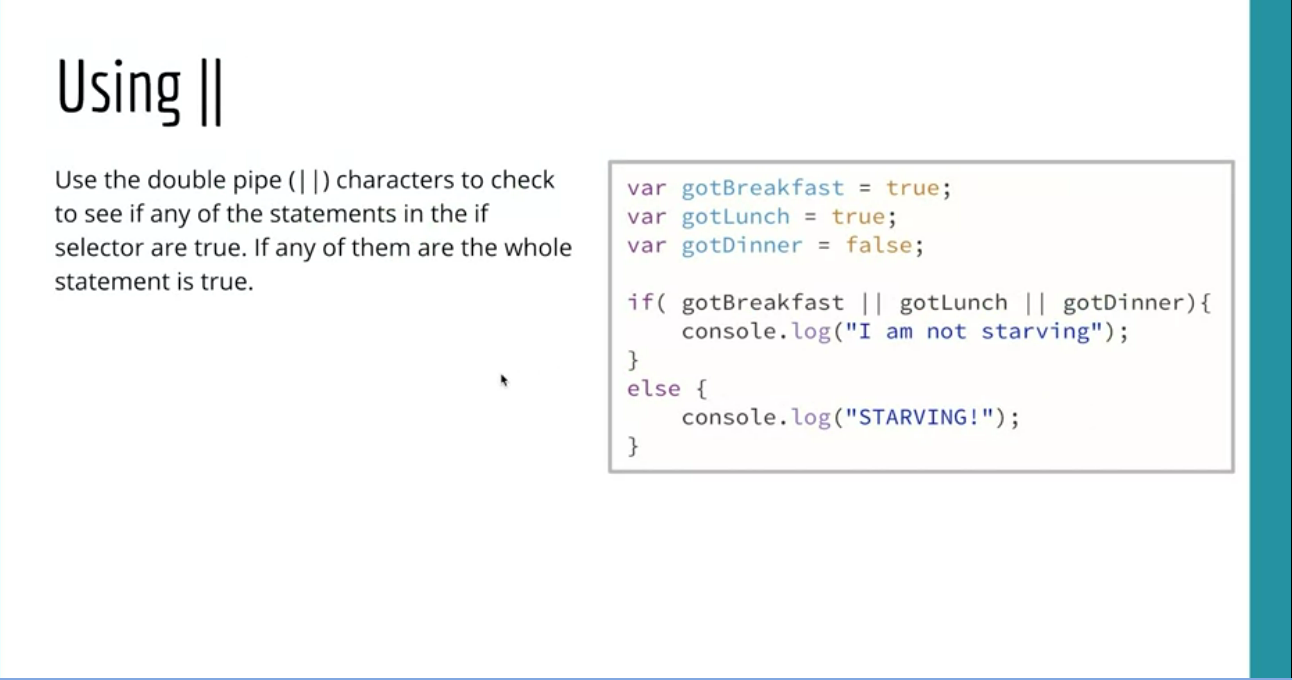 Using ||
Use the double pipe (||) characters to check
to see if any of the statements in the if
selector are true. If any of them are the whole
statement is true.
var gotBreakfast = true;
var gotLunch = true;
var gotDinner = false;
if( gotBreakfast || gotLunch || gotDinner){
    console.log("I am not starving");
}
else {
    console.log("STARVING!");
}